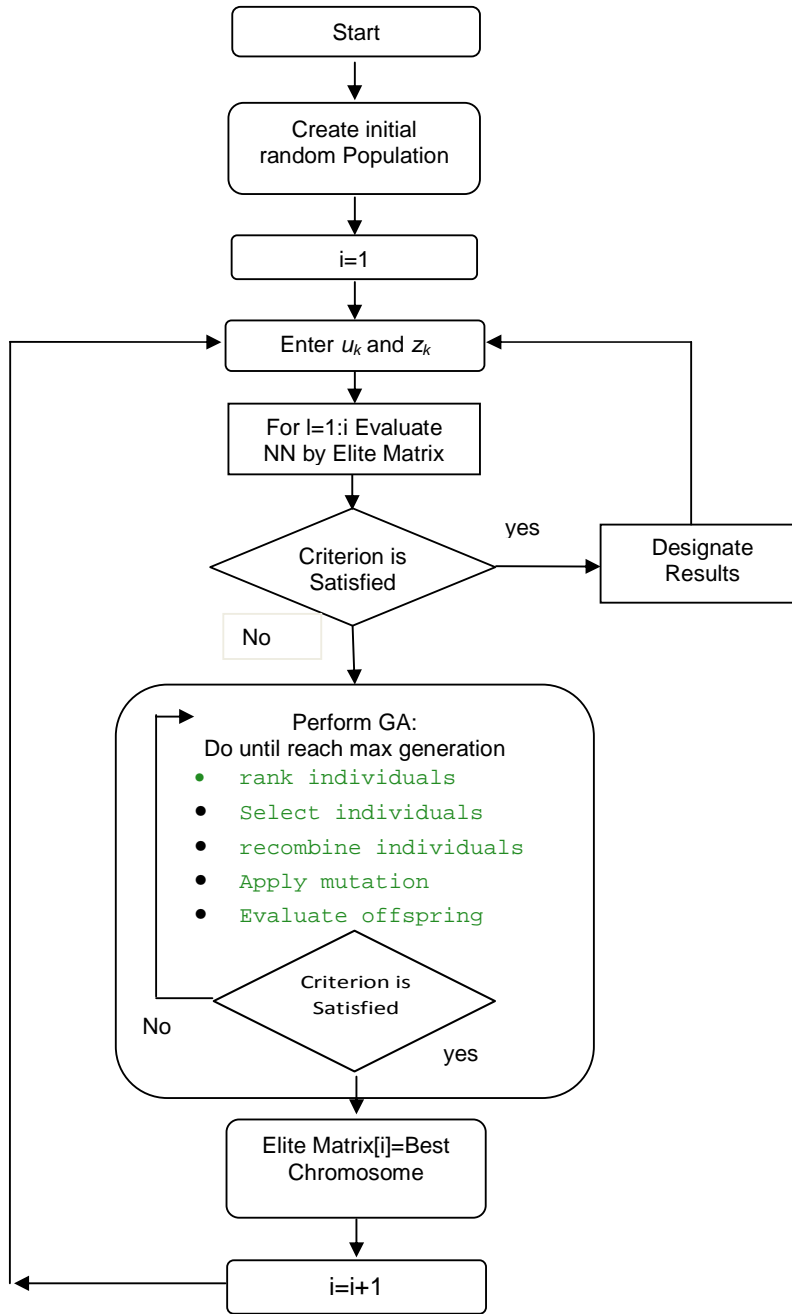 Start
Create initial
random Population
i=1
Enter uk and zk
For l=1:i Evaluate
NN by Elite Matrix
Criterion is
Satisfied
yes
Designate
Results
No
Perform GA:
Do until reach max generation
• rank individuals
• Select individuals
• recombine individuals
• Apply mutation
• Evaluate offspring
Criterion is
Satisfied
No
yes
Elite Matrix[i]=Best
Chromosome
i=i+1